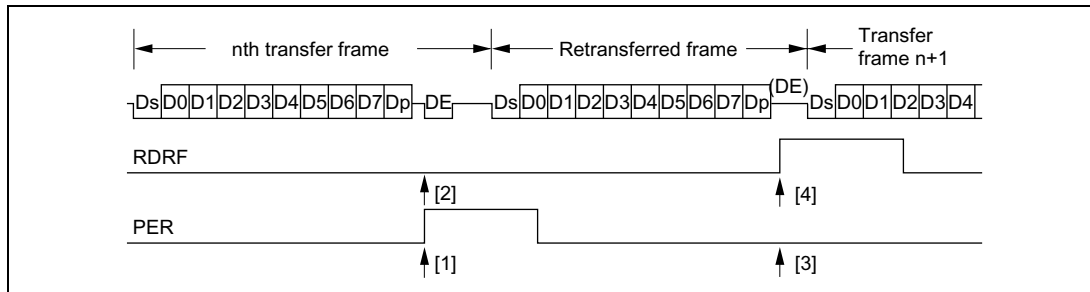 nth transfer frame
Retransferred frame
Transfer
frame n+1
Ds D0 D1 D2 D3 D4 D5 D6 D7 Dp DE Ds D0 D1 D2 D3 D4 D5 D6 D7 Dp (DE) Ds D0 D1 D2 D3 D4
RDRF
[2] [4]
PER
[1] [3]